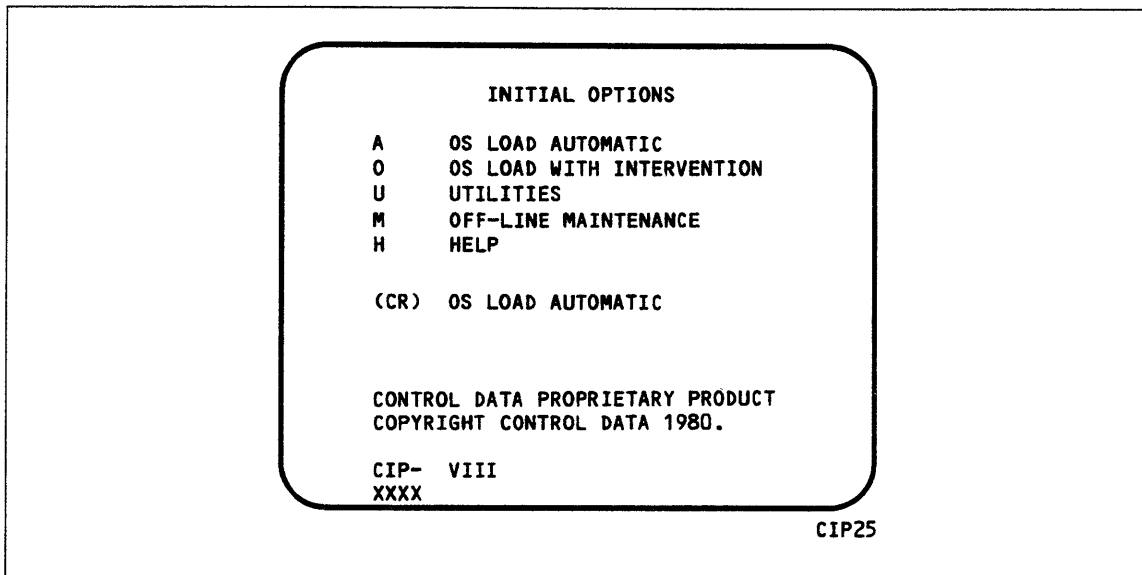 INITIAL OPTIONS
A OS LOAD AUTOMATIC
O OS LOAD WITH INTERVENTION
U UTILITIES
M OFF-LINE MAINTENANCE
H HELP
(CR) OS LOAD AUTOMATIC
CONTROL DATA PROPRIETARY PRODUCT
COPYRIGHT CONTROL DATA 1980.
CIP- VIII
XXXX
CIP25